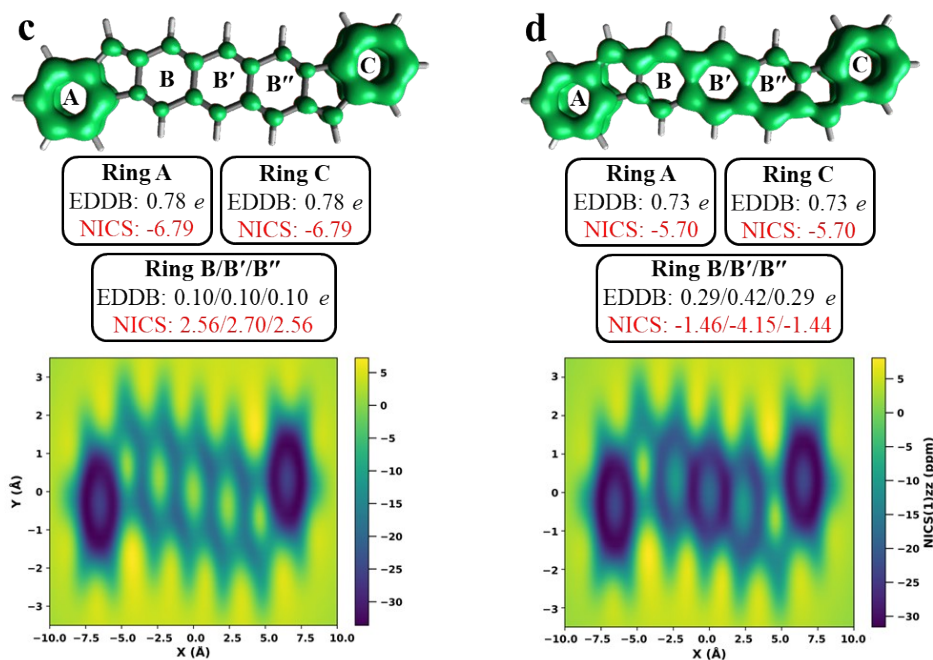 c
A
B
B′
B″
C
Ring A
EDDB: 0.78 e
NICS: -6.79
Ring C
EDDB: 0.78 e
NICS: -6.79
Ring B/B′/B″
EDDB: 0.10/0.10/0.10 e
NICS: 2.56/2.70/2.56
Y (Å)
3
2
1
0
−1
−2
−3
−10.0 −7.5 −5.0 −2.5 0.0 2.5 5.0 7.5 10.0
X (Å)
5
0
−5
−10
−15
−20
−25
−30
d
A
B
B′
B″
C
Ring A
EDDB: 0.73 e
NICS: -5.70
Ring C
EDDB: 0.73 e
NICS: -5.70
Ring B/B′/B″
EDDB: 0.29/0.42/0.29 e
NICS: -1.46/-4.15/-1.44
3
2
1
0
−1
−2
−3
−10.0 −7.5 −5.0 −2.5 0.0 2.5 5.0 7.5 10.0
X (Å)
5
0
−5
−10
−15
−20
−25
−30
NICS(1)zz (ppm)